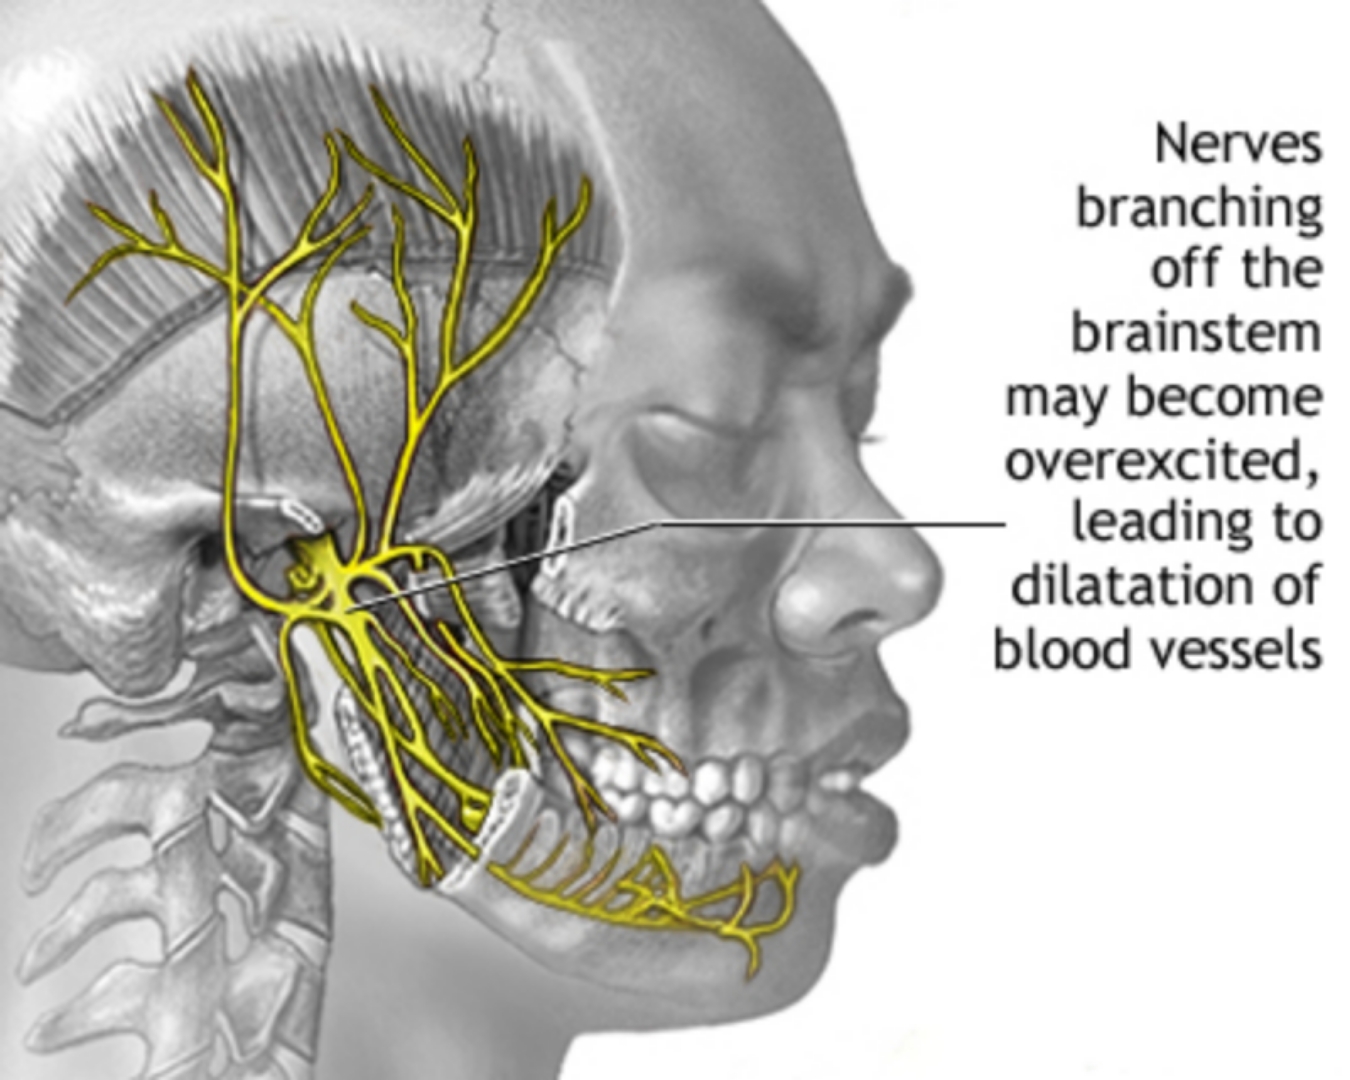 Nerves
branching
off the
brainstem
may become
overexcited,
leading to
dilatation of
blood vessels